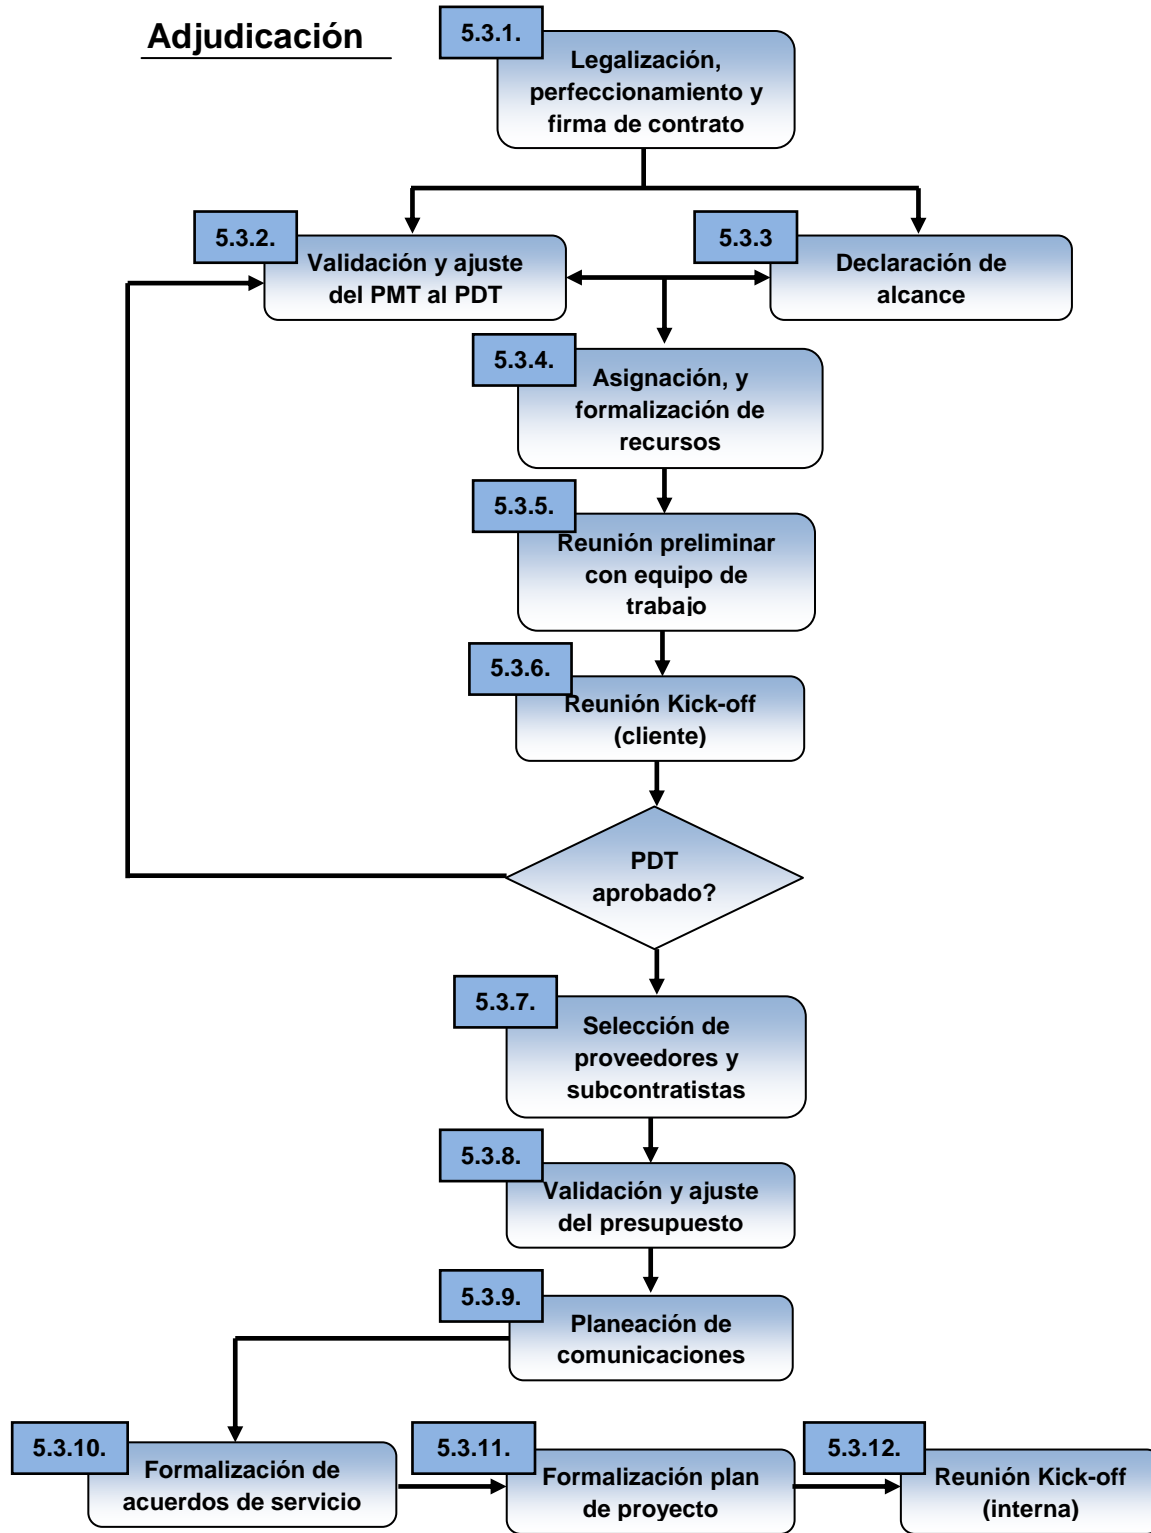 Adjudicación
5.3.1.
Legalización,
perfeccionamiento y
firma de contrato
5.3.2.
Validación y ajuste
del PMT al PDT
5.3.3
Declaración de
alcance
5.3.4.
Asignación, y
formalización de
recursos
5.3.5.
Reunión preliminar
con equipo de
trabajo
5.3.6.
Reunión Kick-off
(cliente)
PDT
aprobado?
5.3.7.
Selección de
proveedores y
subcontratistas
5.3.8.
Validación y ajuste
del presupuesto
5.3.9.
Planeación de
comunicaciones
5.3.10.
Formalización de
acuerdos de servicio
5.3.11.
Formalización plan
de proyecto
5.3.12.
Reunión Kick-off
(interna)